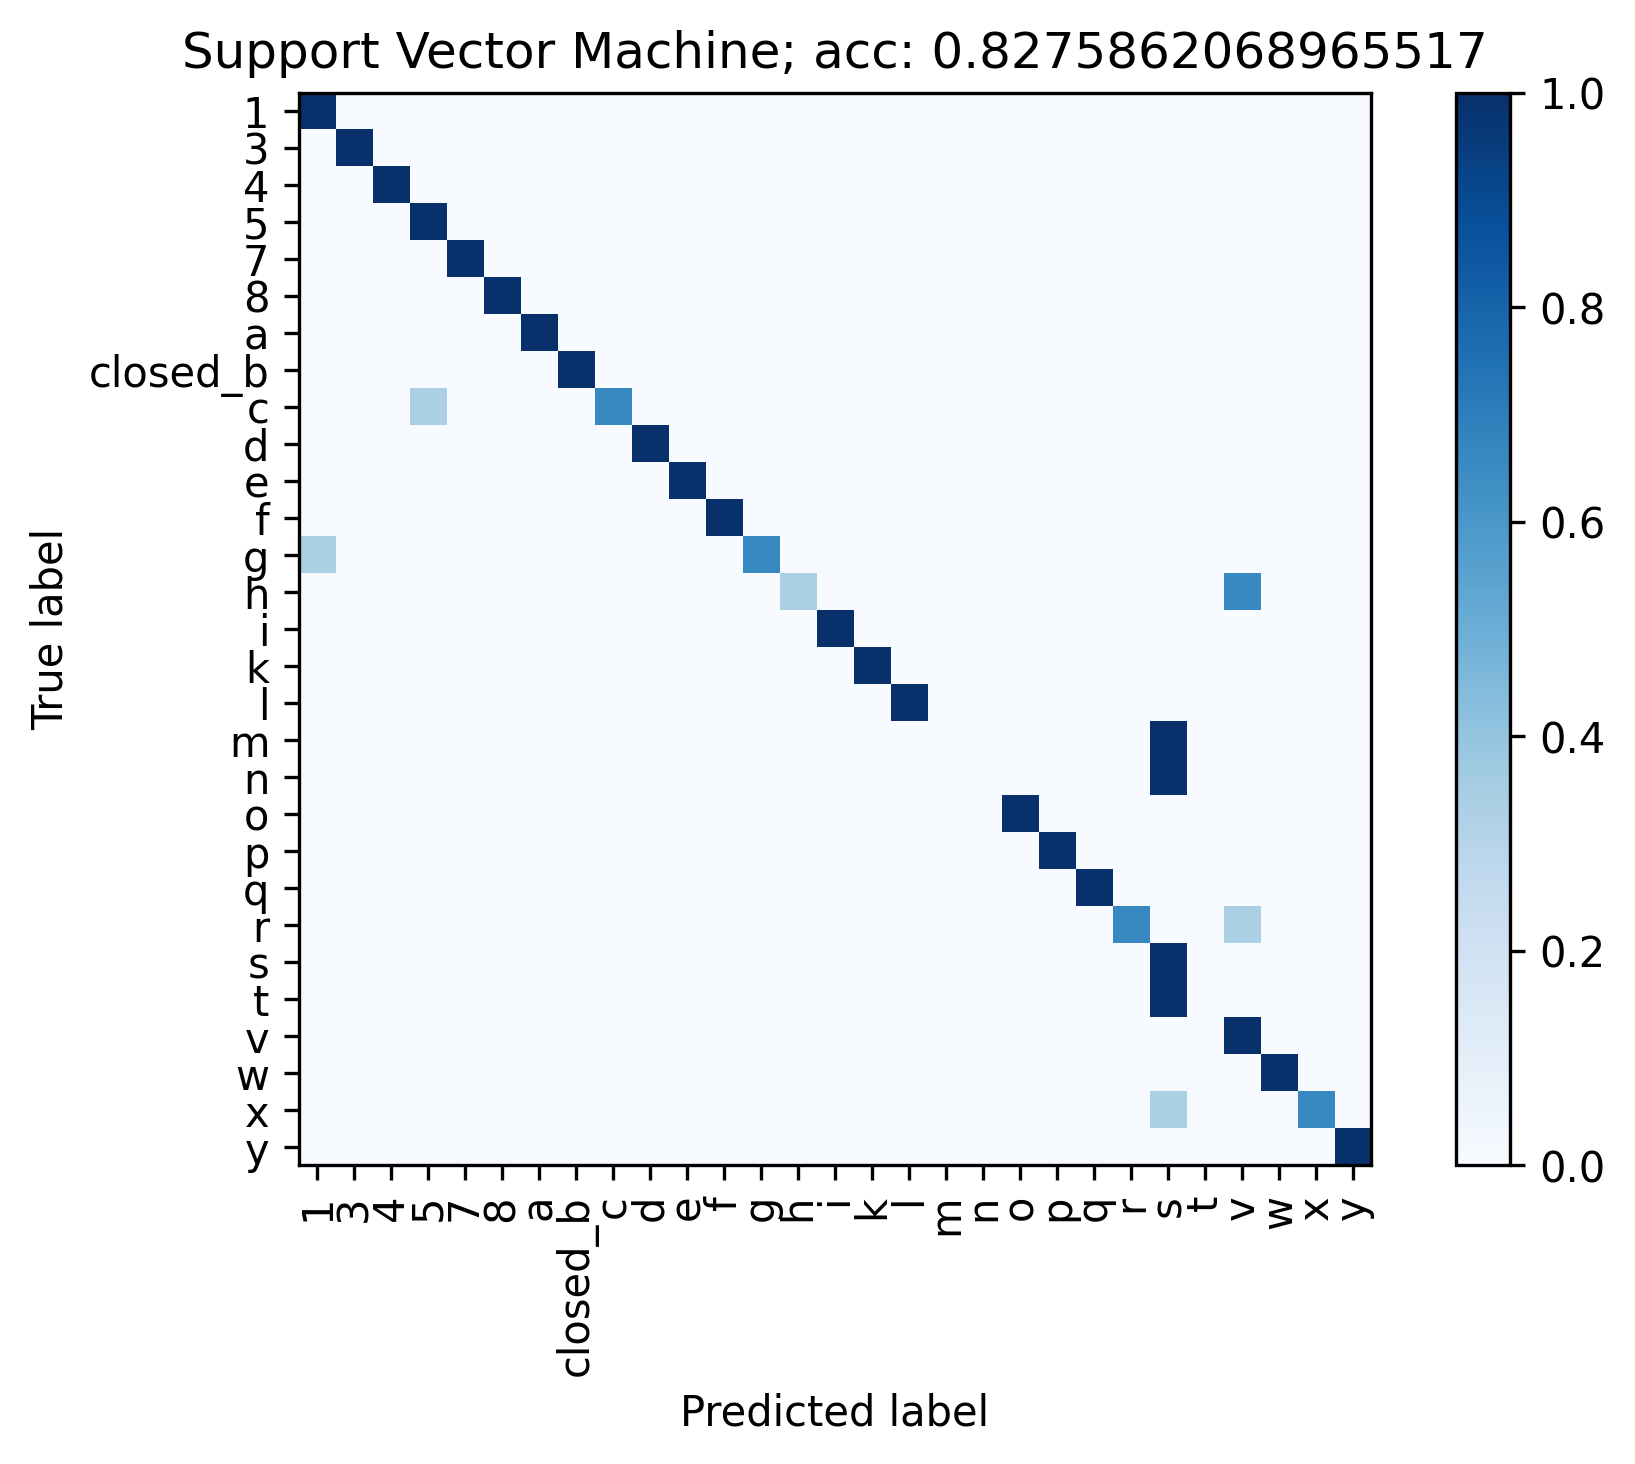 Support Vector Machine; acc: 0.8275862068965517
True label
1
3
4
5
7
8
a
closed_b
c
d
e
f
g
h
i
k
l
m
n
o
p
q
r
s
t
v
w
x
y
1 3 4 5 7 8 a closed_b c d e f g h i k l m n o p q r s t v w x y
Predicted label
1.0
0.8
0.6
0.4
0.2
0.0